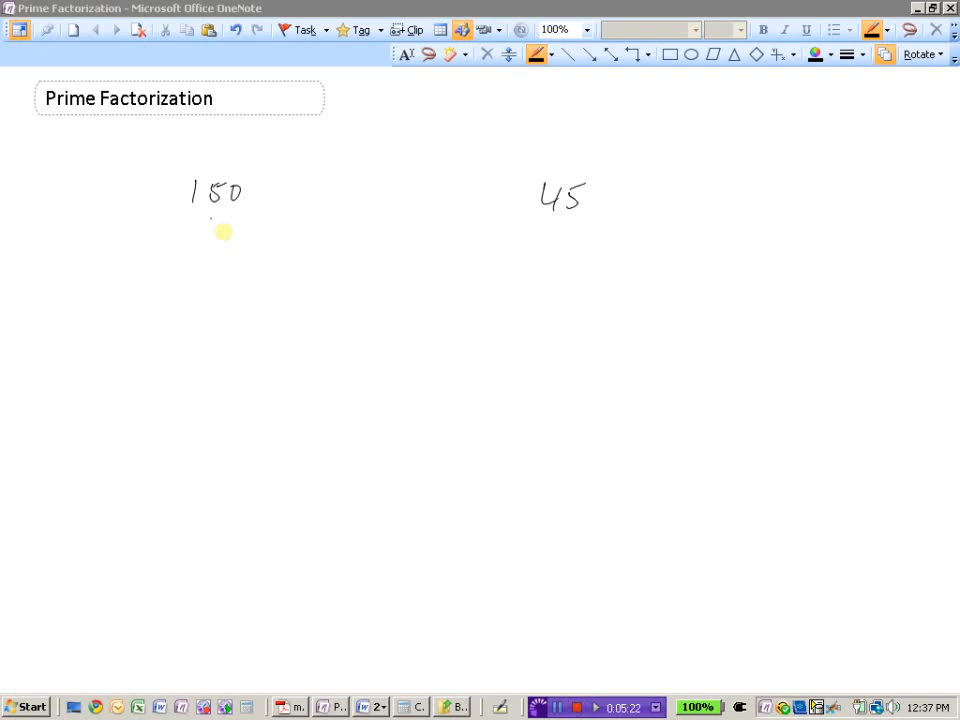 Prime Factorization - Microsoft Office OneNote
Task Tag Clip 100% B I U
A Rotate
Prime Factorization
150 45
Start m. P.. 2 C. B.. 0:05:22 100% 12:37 PM